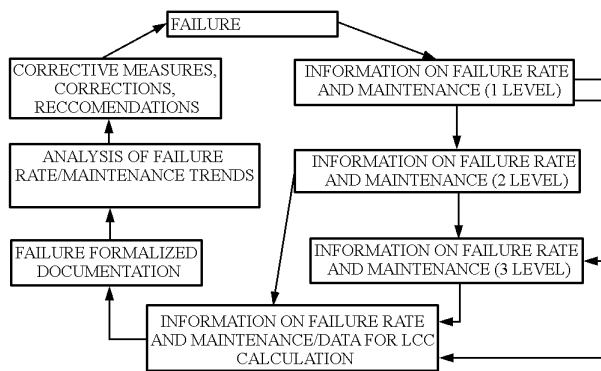 FAILURE
CORRECTIVE MEASURES,
CORRECTIONS,
RECCOMENDATIONS
INFORMATION ON FAILURE RATE
AND MAINTENANCE (1 LEVEL)
ANALYSIS OF FAILURE
RATE/MAINTENANCE TRENDS
INFORMATION ON FAILURE RATE
AND MAINTENANCE (2 LEVEL)
FAILURE FORMALIZED
DOCUMENTATION
INFORMATION ON FAILURE RATE
AND MAINTENANCE (3 LEVEL)
INFORMATION ON FAILURE RATE
AND MAINTENANCE/DATA FOR LCC
CALCULATION